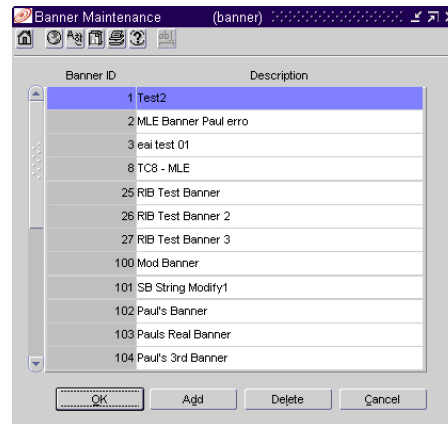 Banner Maintenance (banner)
Banner ID Description
1 Test2
2 MLE Banner Paul erro
3 eai test 01
8 TC8 - MLE
25 RIB Test Banner
26 RIB Test Banner 2
27 RIB Test Banner 3
100 Mod Banner
101 SB String Modify1
102 Paul's Banner
103 Pauls Real Banner
104 Paul's 3rd Banner
OK Add Delete Cancel